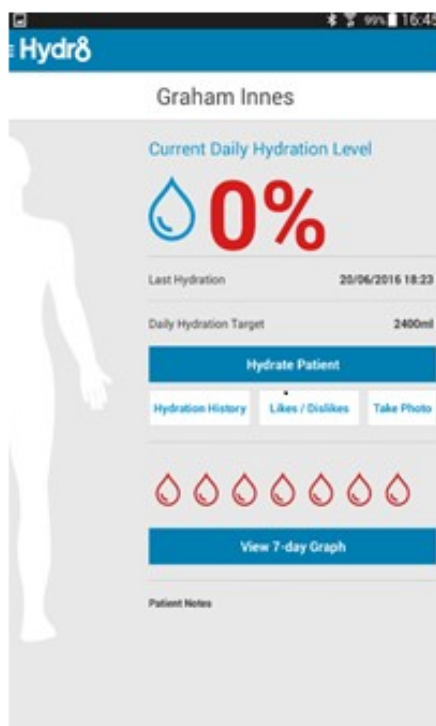 99% 16:45
Hydr8
Graham Innes
Current Daily Hydration Level
0%
Last Hydration 20/06/2016 18:23
Daily Hydration Target 2400ml
Hydrate Patient
Hydration History Likes / Dislikes Take Photo
View 7-day Graph
Patient Notes